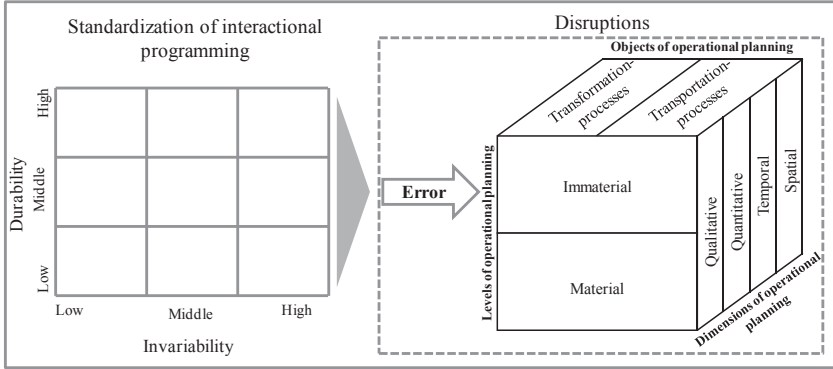 Standardization of interactional
programming
Disruptions
Objects of operational planning
Transformation-
processes
Transportation-
processes
High
Middle
Low
Durability
Low
Middle
High
Invariability
Error
Levels of operational planning
Immaterial
Material
Qualitative
Quantitative
Temporal
Spatial
Dimensions of operational
planning